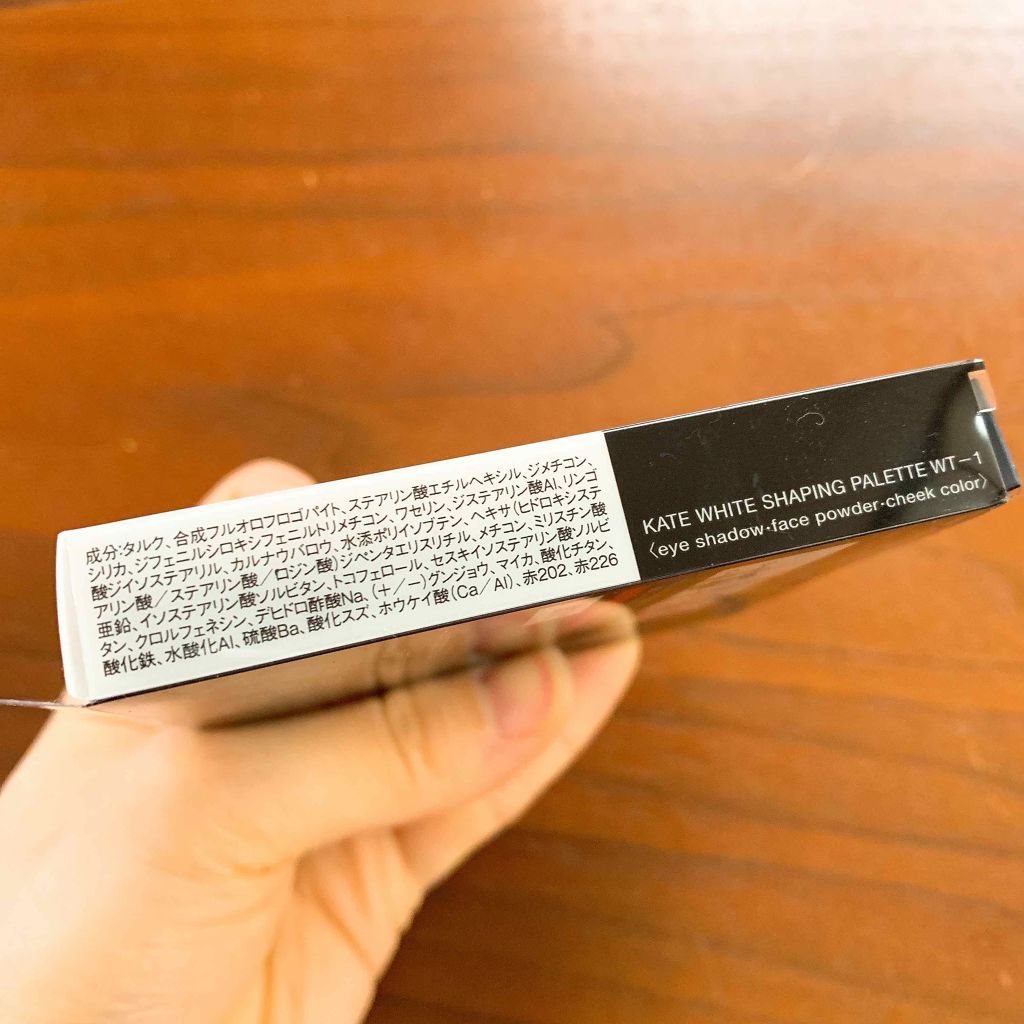 成分:タルク、合成フルオロフロゴパイト、ステアリン酸エチルヘキシル、ジメチコン、
シリカ、ジフェニルシロキシフェニルトリメチコン、ワセリン、ジステアリン酸Al、リンゴ
酸ジイソステアリル、カルナウバロウ、水添ポリイソブテン、ヘキサ(ヒドロキシステ
アリン酸/ステアリン酸/ロジン酸)ジペンタエリスリチル、メチコン、ミリスチン酸
亜鉛、イソステアリン酸ソルビタン、トコフェロール、セスキイソステアリン酸ソルビ
タン、クロルフェネシン、デヒドロ酢酸Na、(+/−)グンジョウ、マイカ、酸化チタン、
酸化鉄、水酸化Al、硫酸Ba、酸化スズ、ホウケイ酸(Ca/Al)、赤202、赤226
KATE WHITE SHAPING PALETTE WT−1
〈eye shadow・face powder・cheek color〉